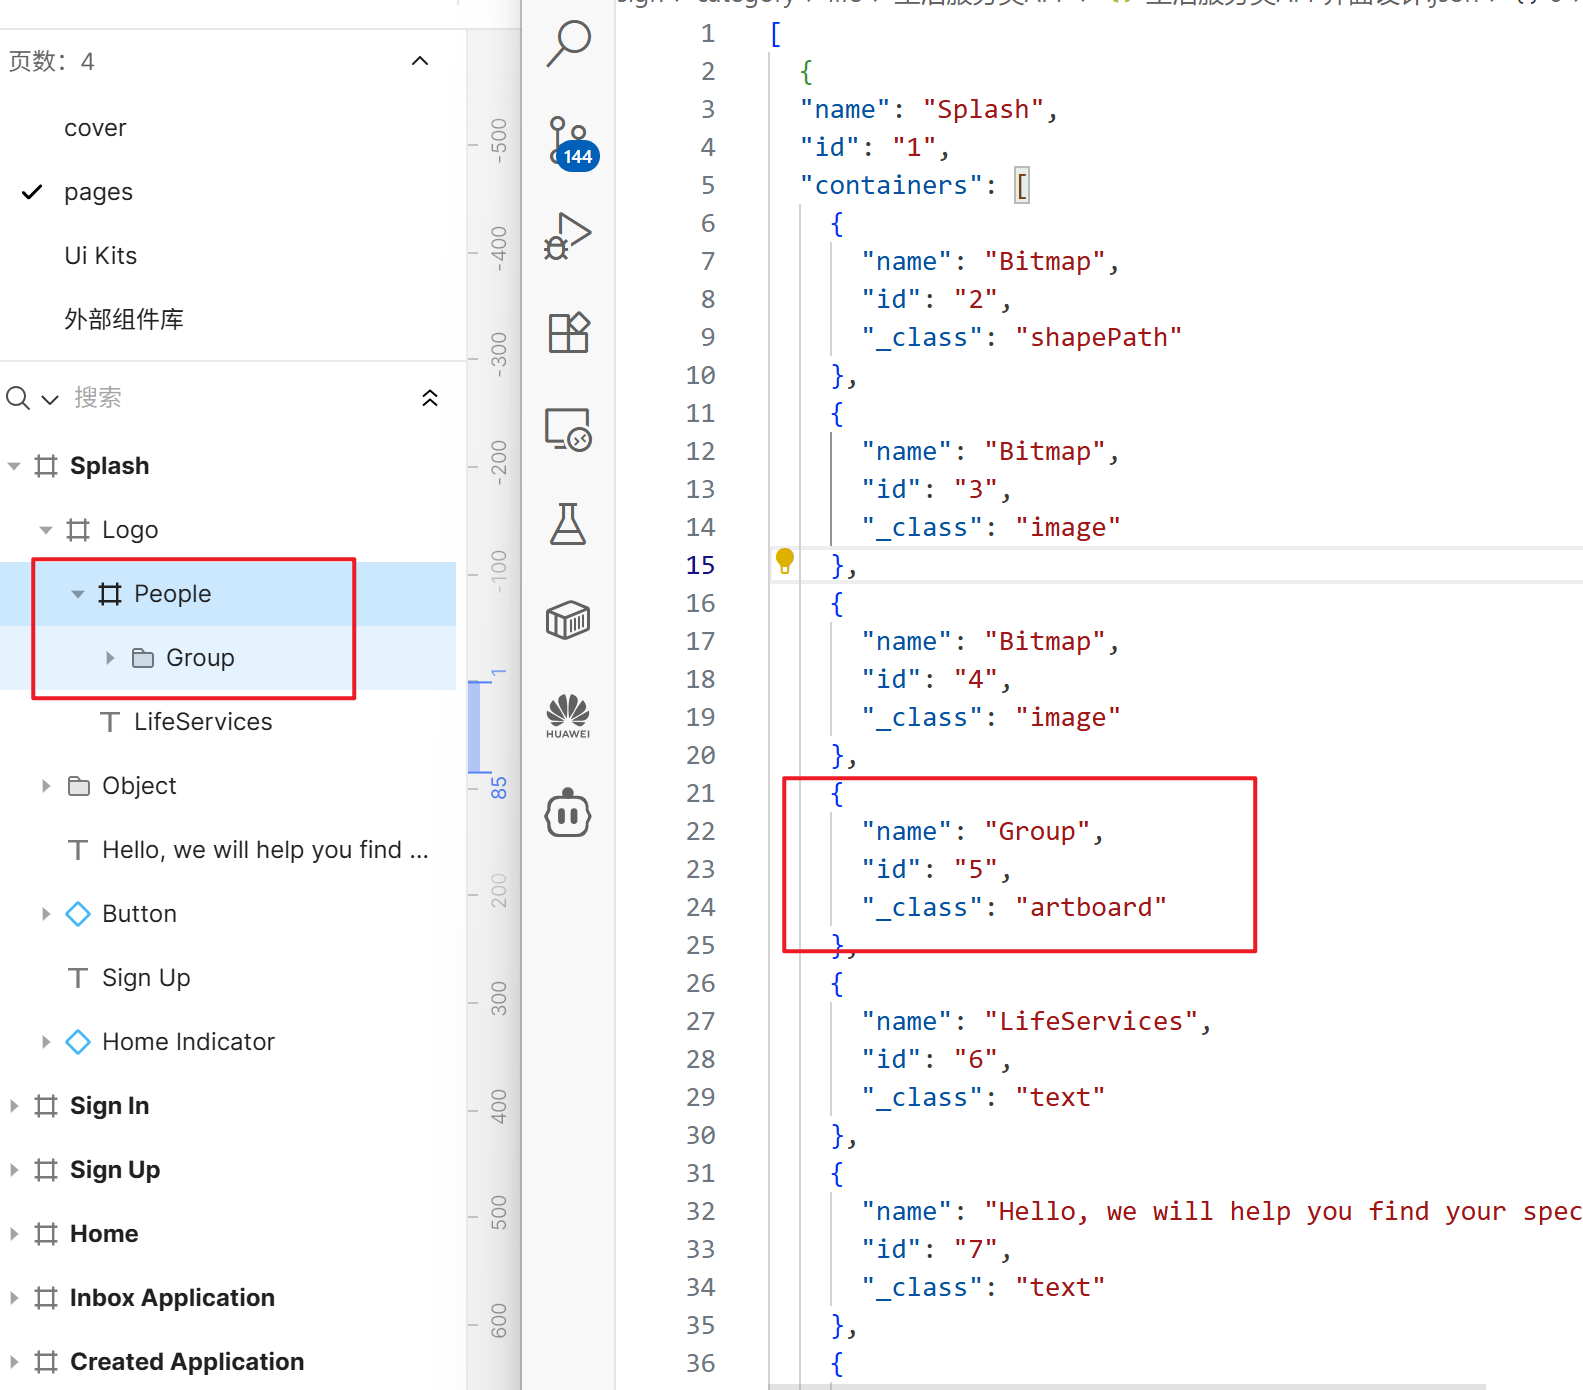 页数：4
cover
pages
Ui Kits
外部组件库
搜索
Splash
Logo
People
Group
LifeServices
Object
Hello, we will help you find ...
Button
Sign Up
Home Indicator
Sign In
Sign Up
Home
Inbox Application
Created Application
-500
-400
-300
-200
-100
1
85
200
300
400
500
600
144
HUAWEI
1 [
2 {
3 "name": "Splash",
4 "id": "1",
5 "containers": [
6 {
7 "name": "Bitmap",
8 "id": "2",
9 "_class": "shapePath"
10 },
11 {
12 "name": "Bitmap",
13 "id": "3",
14 "_class": "image"
15 },
16 {
17 "name": "Bitmap",
18 "id": "4",
19 "_class": "image"
20 },
21 {
22 "name": "Group",
23 "id": "5",
24 "_class": "artboard"
25 },
26 {
27 "name": "LifeServices",
28 "id": "6",
29 "_class": "text"
30 },
31 {
32 "name": "Hello, we will help you find your spec
33 "id": "7",
34 "_class": "text"
35 },
36 {